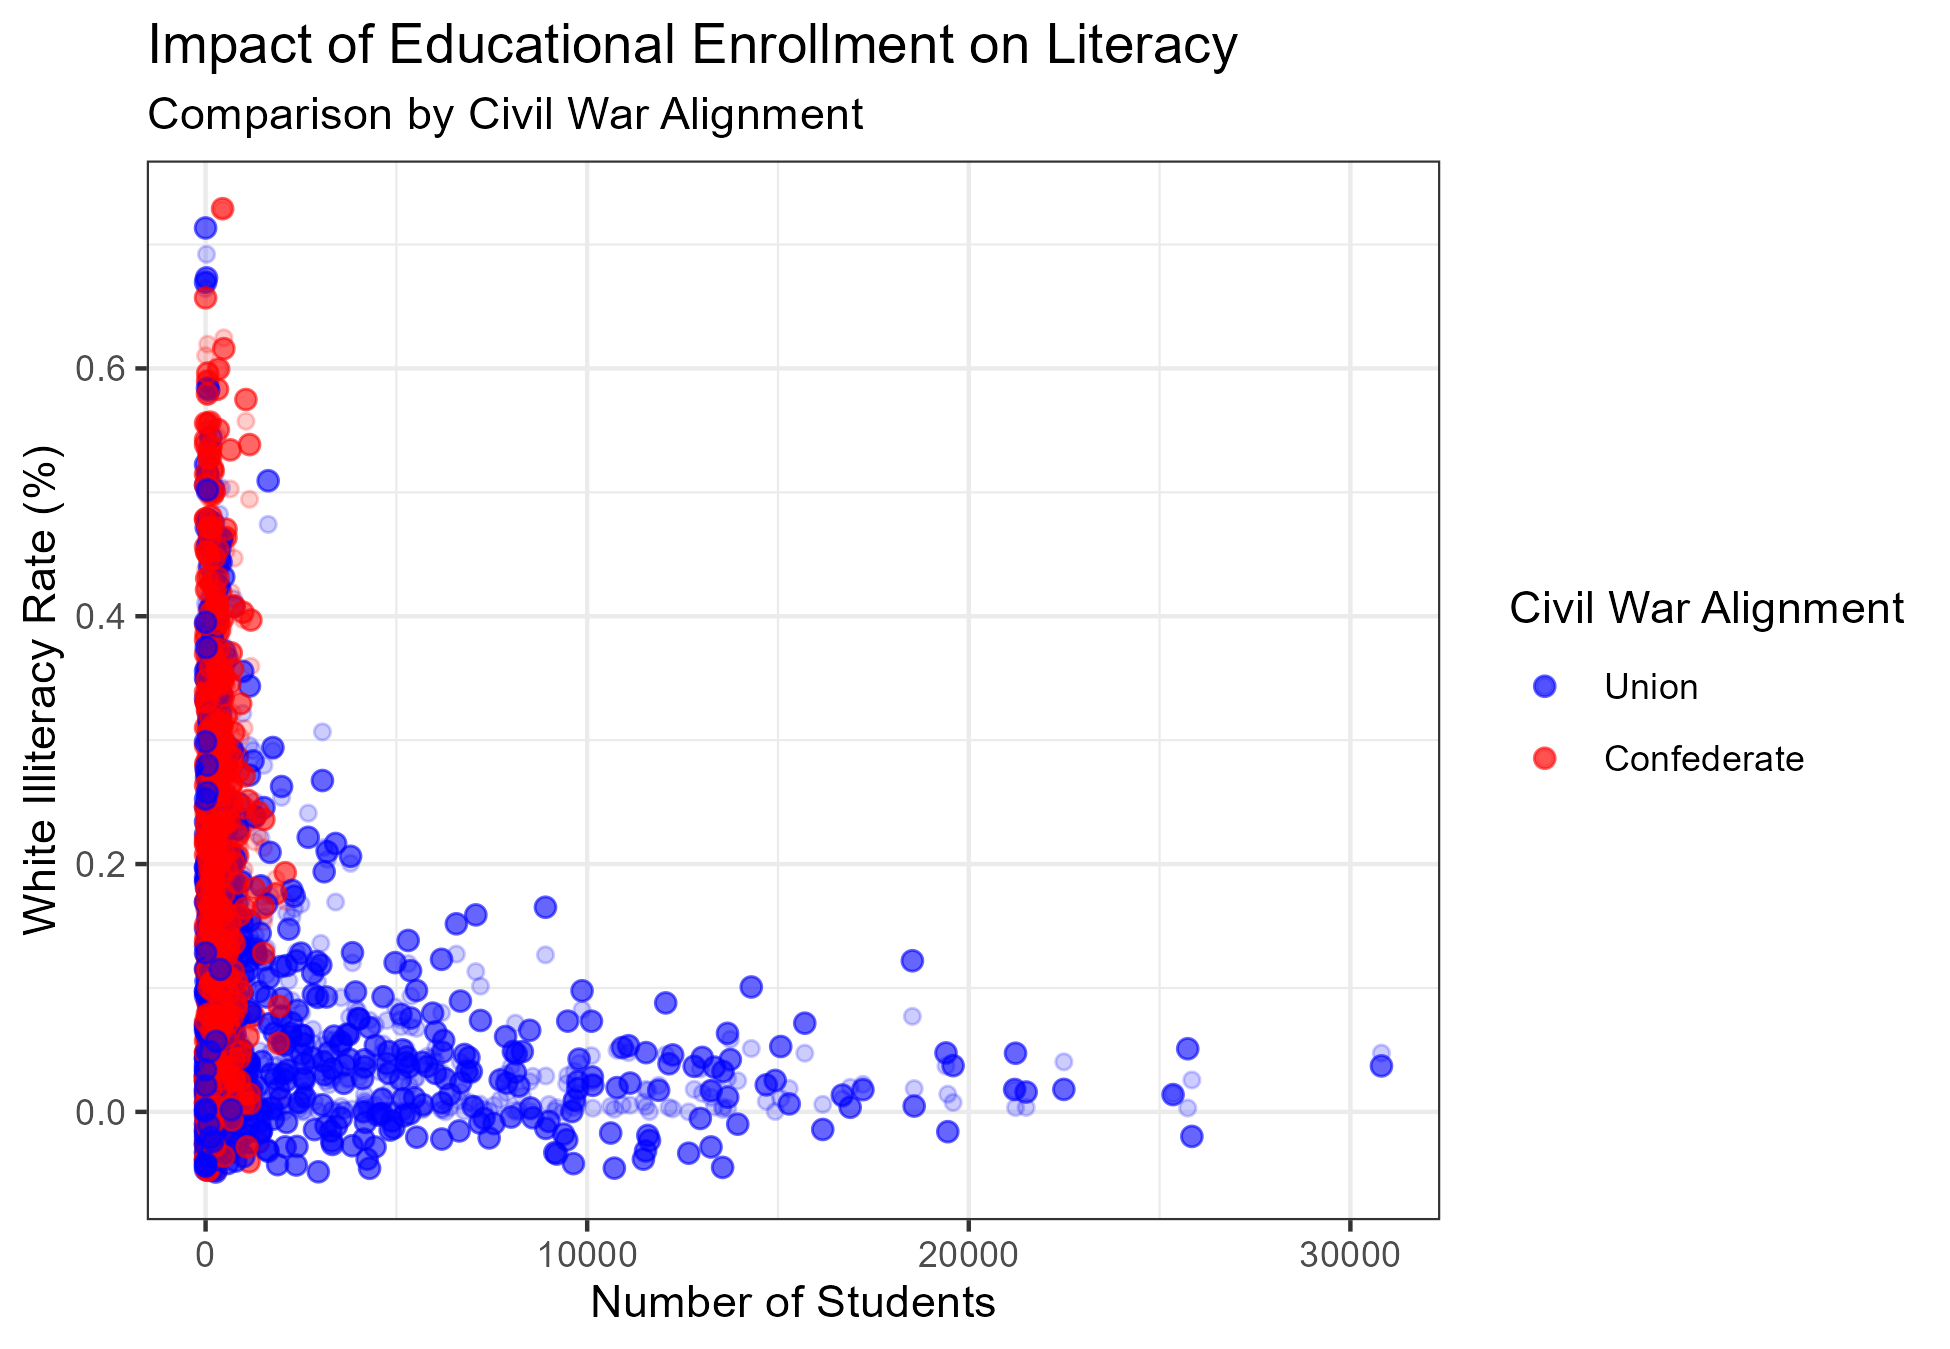 Impact of Educational Enrollment on Literacy
Comparison by Civil War Alignment
White Illiteracy Rate (%)
0.6
0.4
0.2
0.0
0
10000
20000
30000
Number of Students
Civil War Alignment
Union
Confederate